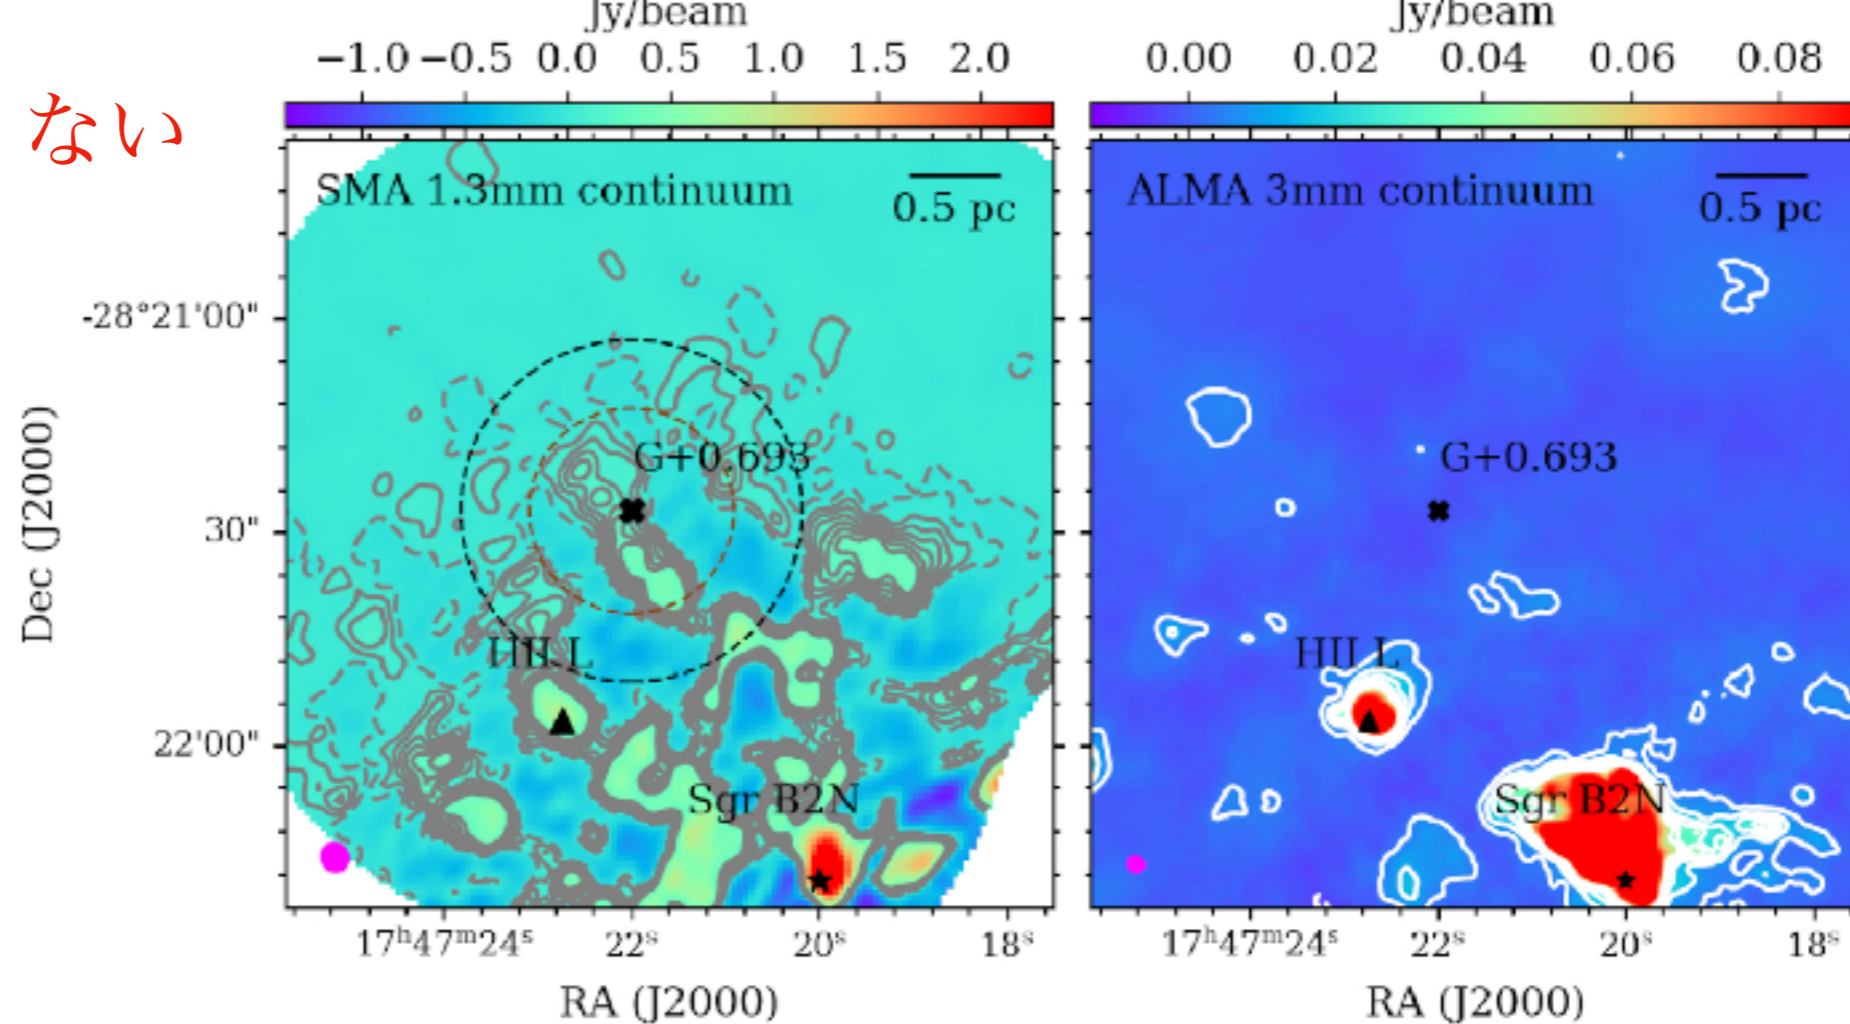 Jy/beam
−1.0 −0.5 0.0 0.5 1.0 1.5 2.0
ない
SMA 1.3mm continuum
0.5 pc
G+0.693
HII L
Sgr B2N
-28°21'00"
30"
22'00"
Dec (J2000)
17ʰ47ᵐ24ˢ 22ˢ 20ˢ 18ˢ
RA (J2000)
Jy/beam
0.00 0.02 0.04 0.06 0.08
ALMA 3mm continuum
0.5 pc
G+0.693
HII L
Sgr B2N
17ʰ47ᵐ24ˢ 22ˢ 20ˢ 18ˢ
RA (J2000)